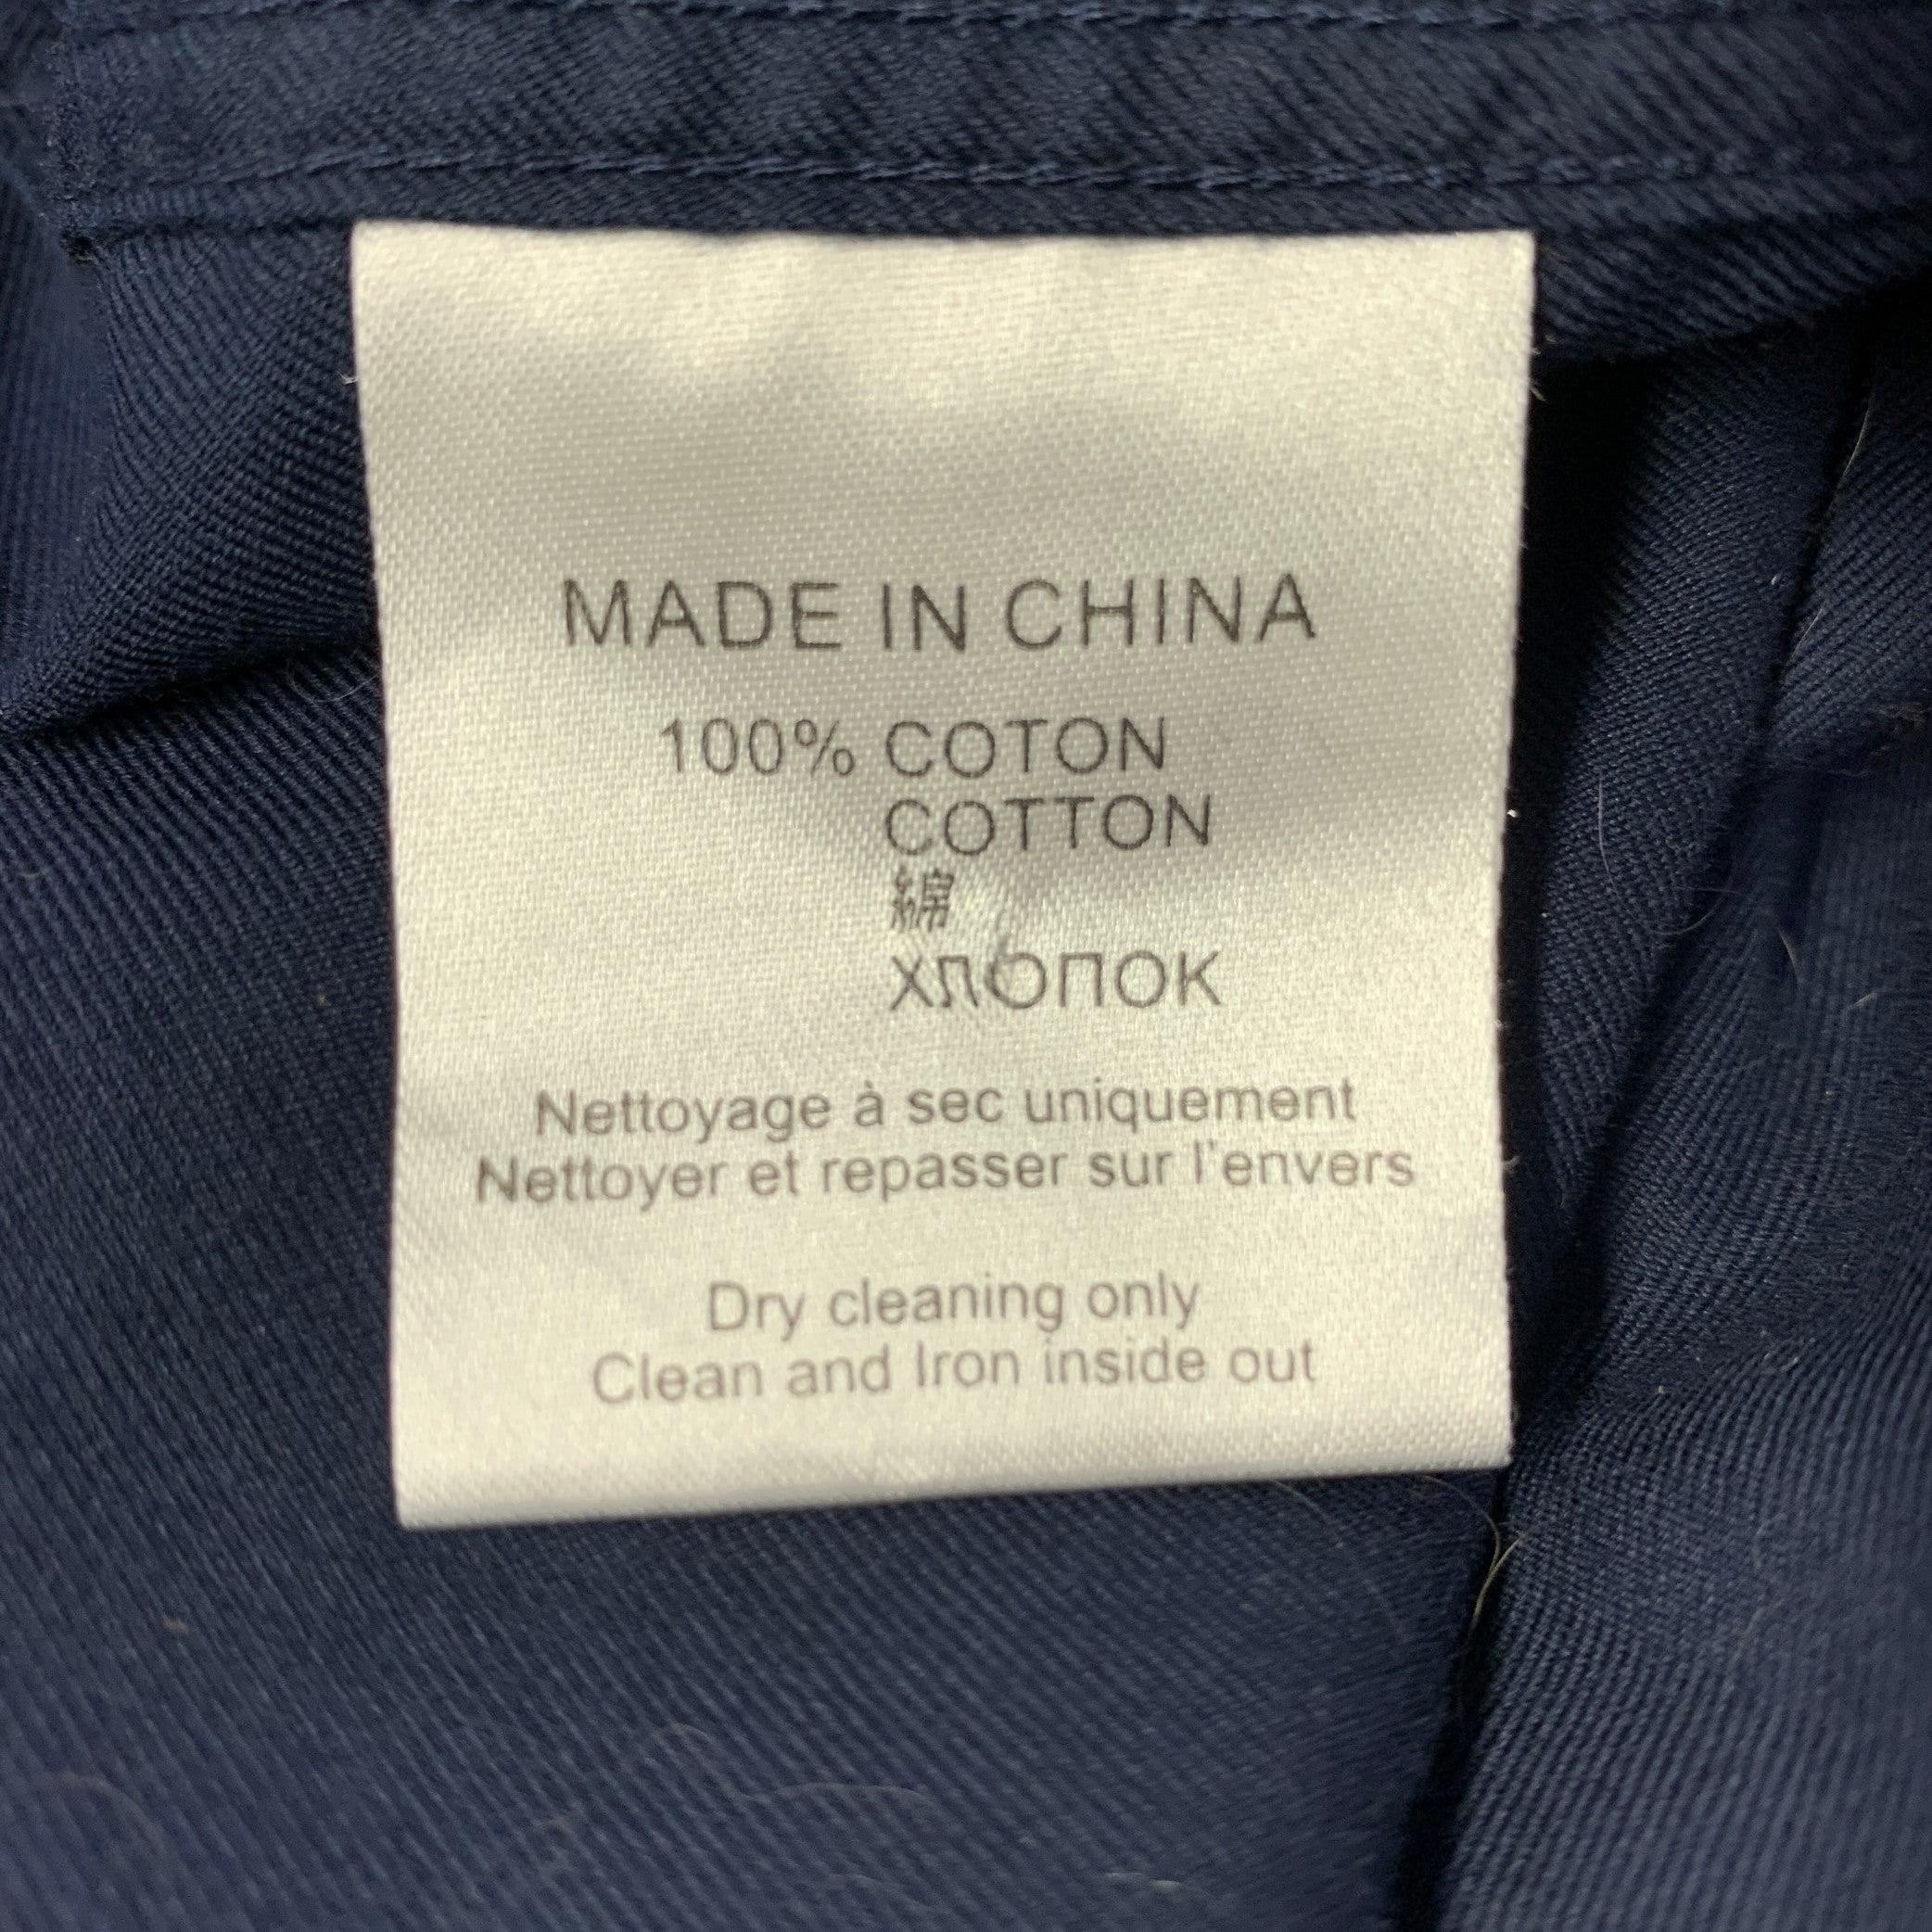 MADE IN CHINA
100% COTON
COTTON
綿
ХЛОПОК
Nettoyage à sec uniquement
Nettoyer et repasser sur l'envers
Dry cleaning only
Clean and Iron inside out